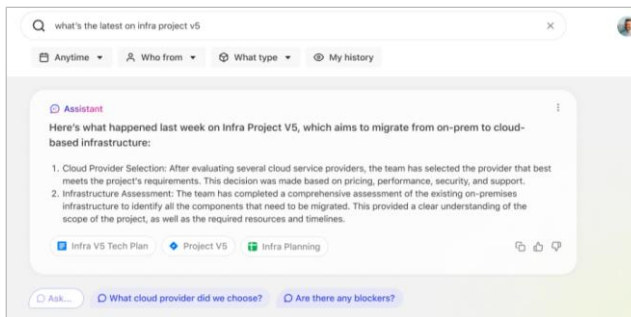 what's the latest on infra project v5
Anytime
Who from
What type
My history
Assistant
Here's what happened last week on Infra Project V5, which aims to migrate from on-prem to cloud-
based infrastructure:
1. Cloud Provider Selection: After evaluating several cloud service providers, the team has selected the provider that best
meets the project's requirements. This decision was made based on pricing, performance, security, and support.
2. Infrastructure Assessment: The team has completed a comprehensive assessment of the existing on-premises
infrastructure to identify all the components that need to be migrated. This provided a clear understanding of the
scope of the project, as well as the required resources and timelines.
Infra V5 Tech Plan
Project V5
Infra Planning
Ask...
What cloud provider did we choose?
Are there any blockers?